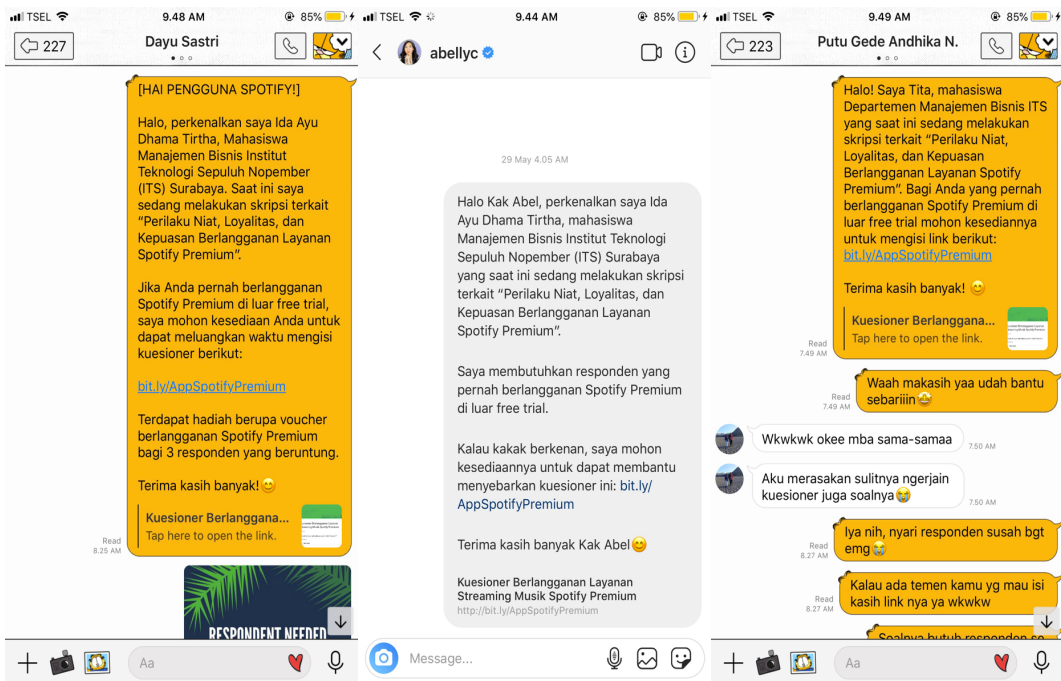 TSEL
9.48 AM
85%
227
Dayu Sastri
[HAI PENGGUNA SPOTIFY!]
Halo, perkenalkan saya Ida Ayu
Dhama Tirtha, Mahasiswa
Manajemen Bisnis Institut
Teknologi Sepuluh Nopember
(ITS) Surabaya. Saat ini saya
sedang melakukan skripsi terkait
“Perilaku Niat, Loyalitas, dan
Kepuasan Berlangganan Layanan
Spotify Premium”.
Jika Anda pernah berlangganan
Spotify Premium di luar free trial,
saya mohon kesediaan Anda untuk
dapat meluangkan waktu mengisi
kuesioner berikut:
bit.ly/AppSpotifyPremium
Terdapat hadiah berupa voucher
berlangganan Spotify Premium
bagi 3 responden yang beruntung.
Terima kasih banyak!😊
Kuesioner Berlanggana...
Tap here to open the link.
Read
8.25 AM
RESPONDENT NEEDED
Aa
TSEL
9.44 AM
85%
abellyc
29 May 4.05 AM
Halo Kak Abel, perkenalkan saya Ida
Ayu Dhama Tirtha, mahasiswa
Manajemen Bisnis Institut Teknologi
Sepuluh Nopember (ITS) Surabaya
yang saat ini sedang melakukan skripsi
terkait “Perilaku Niat, Loyalitas, dan
Kepuasan Berlangganan Layanan
Spotify Premium”.
Saya membutuhkan responden yang
pernah berlangganan Spotify Premium
di luar free trial.
Kalau kakak berkenan, saya mohon
kesediaannya untuk dapat membantu
menyebarkan kuesioner ini: bit.ly/
AppSpotifyPremium
Terima kasih banyak Kak Abel😊
Kuesioner Berlangganan Layanan
Streaming Musik Spotify Premium
http://bit.ly/AppSpotifyPremium
Message...
TSEL
9.49 AM
85%
223
Putu Gede Andhika N.
Halo! Saya Tita, mahasiswa
Departemen Manajemen Bisnis ITS
yang saat ini sedang melakukan
skripsi terkait “Perilaku Niat,
Loyalitas, dan Kepuasan
Berlangganan Layanan Spotify
Premium”. Bagi Anda yang pernah
berlangganan Spotify Premium di
luar free trial mohon kesediannya
untuk mengisi link berikut:
bit.ly/AppSpotifyPremium
Terima kasih banyak! 😊
Kuesioner Berlanggana...
Tap here to open the link.
Read
7.49 AM
Waah makasih yaa udah bantu
sebariiin🤩
Read
7.49 AM
Wkwkwk okee mba sama-samaa
7.50 AM
Aku merasakan sulitnya ngerjain
kuesioner juga soalnya😭
7.50 AM
Iya nih, nyari responden susah bgt
emg😭
Read
8.27 AM
Kalau ada temen kamu yg mau isi
kasih link nya ya wkwkw
Read
8.27 AM
Soalnya butuh responden
Aa